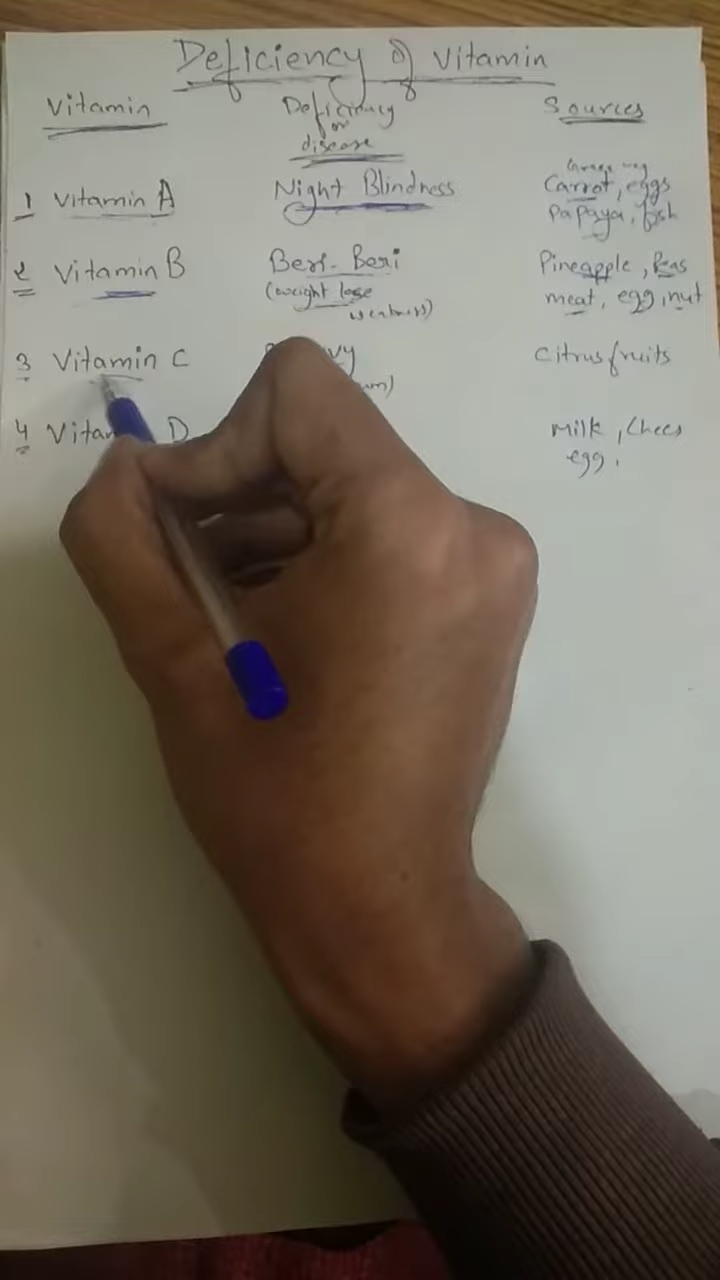 Deficiency of Vitamin
Vitamin Deficiency or disease Sources
1 Vitamin A Night Blindness Carrot, eggs
Papaya, fish
2 Vitamin B Beri-Beri Pineapple, Peas
(weight lose meat, egg, nut
weakness)
3 Vitamin C Citrus fruits
4 D Milk, Chees
egg,